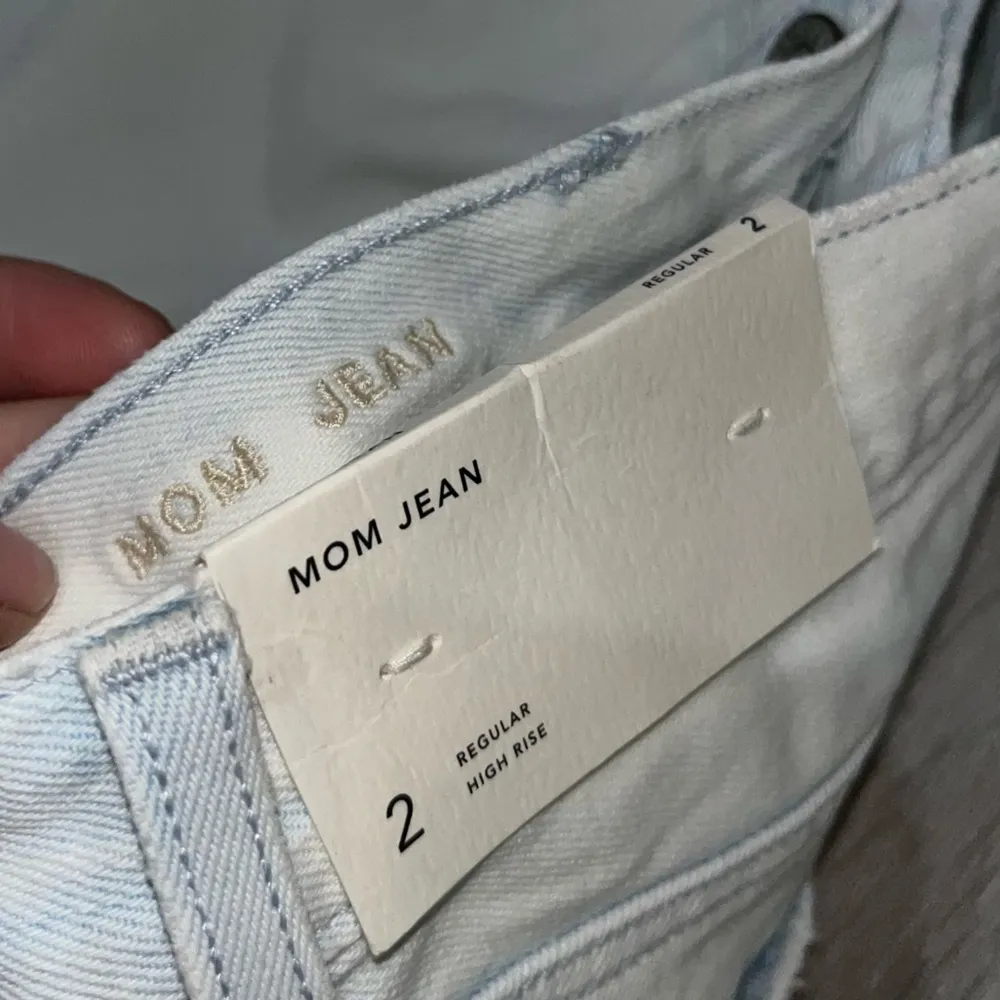 REGULAR 2
MOM JEAN
MOM JEAN
REGULAR
HIGH RISE
2